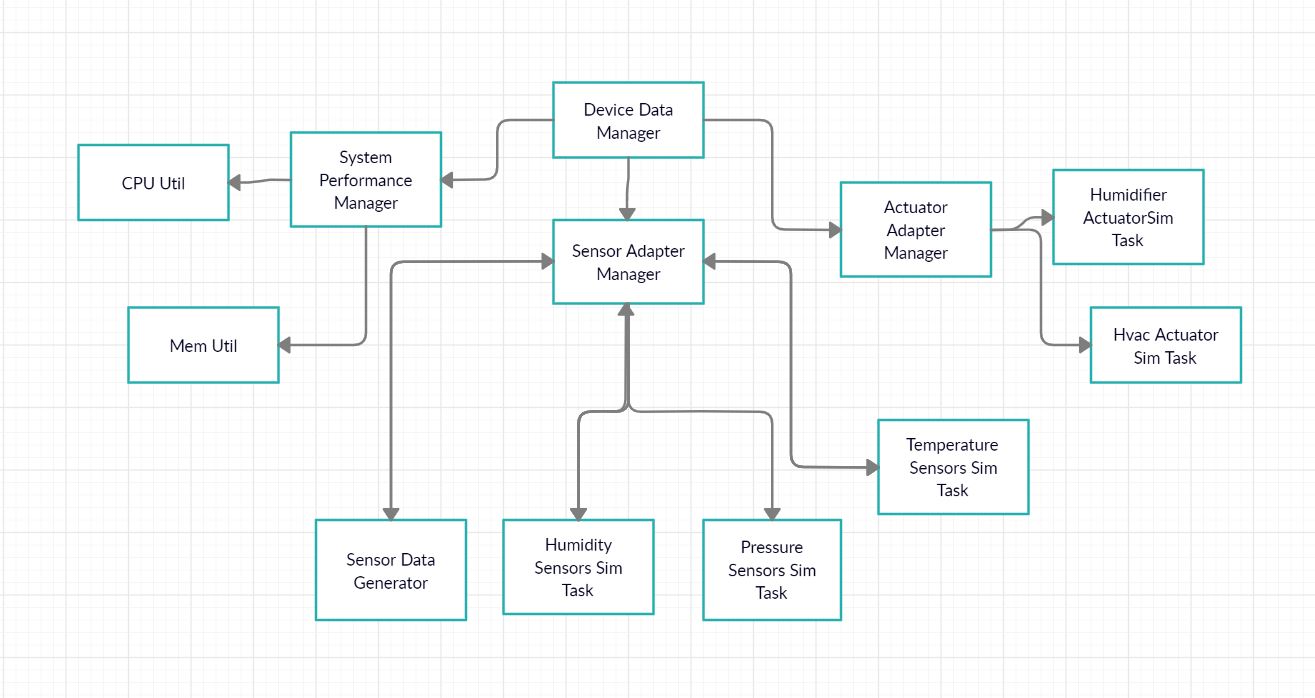 Device Data
Manager
System
Performance
Manager
CPU Util
Mem Util
Sensor Adapter
Manager
Actuator
Adapter
Manager
Humidifier
ActuatorSim
Task
Hvac Actuator
Sim Task
Temperature
Sensors Sim
Task
Sensor Data
Generator
Humidity
Sensors Sim
Task
Pressure
Sensors Sim
Task